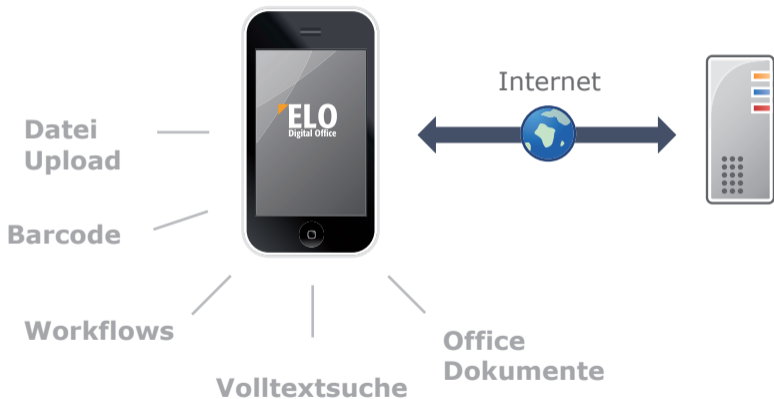 Internet
ELO
Digital Office
Datei
Upload
Barcode
Workflows
Volltextsuche
Office
Dokumente